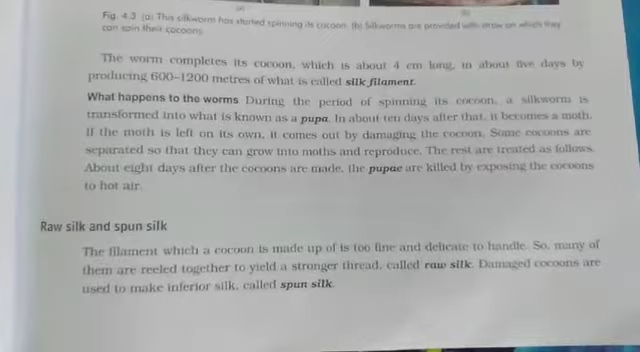 (a)
(b)
Fig. 4.3 (a) This silkworm has started spinning its cocoon. (b) Silkworms are provided with straw on which they
can spin their cocoons.
The worm completes its cocoon, which is about 4 cm long, in about five days by
producing 600–1200 metres of what is called silk filament.
What happens to the worms During the period of spinning its cocoon, a silkworm is
transformed into what is known as a pupa. In about ten days after that, it becomes a moth.
If the moth is left on its own, it comes out by damaging the cocoon. Some cocoons are
separated so that they can grow into moths and reproduce. The rest are treated as follows.
About eight days after the cocoons are made, the pupae are killed by exposing the cocoons
to hot air.
Raw silk and spun silk
The filament which a cocoon is made up of is too fine and delicate to handle. So, many of
them are reeled together to yield a stronger thread, called raw silk. Damaged cocoons are
used to make inferior silk, called spun silk.